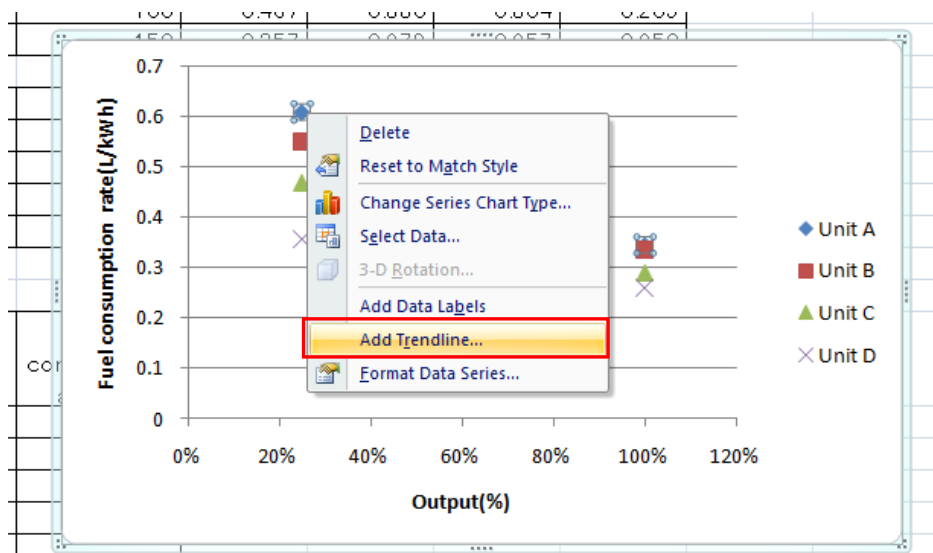 0.7
0.6
0.5
0.4
0.3
0.2
0.1
0
Fuel consumption rate(L/kWh)
0%
20%
40%
60%
80%
100%
120%
Output(%)
Delete
Reset to Match Style
Change Series Chart Type...
Select Data...
3-D Rotation...
Add Data Labels
Add Trendline...
Format Data Series...
Unit A
Unit B
Unit C
Unit D